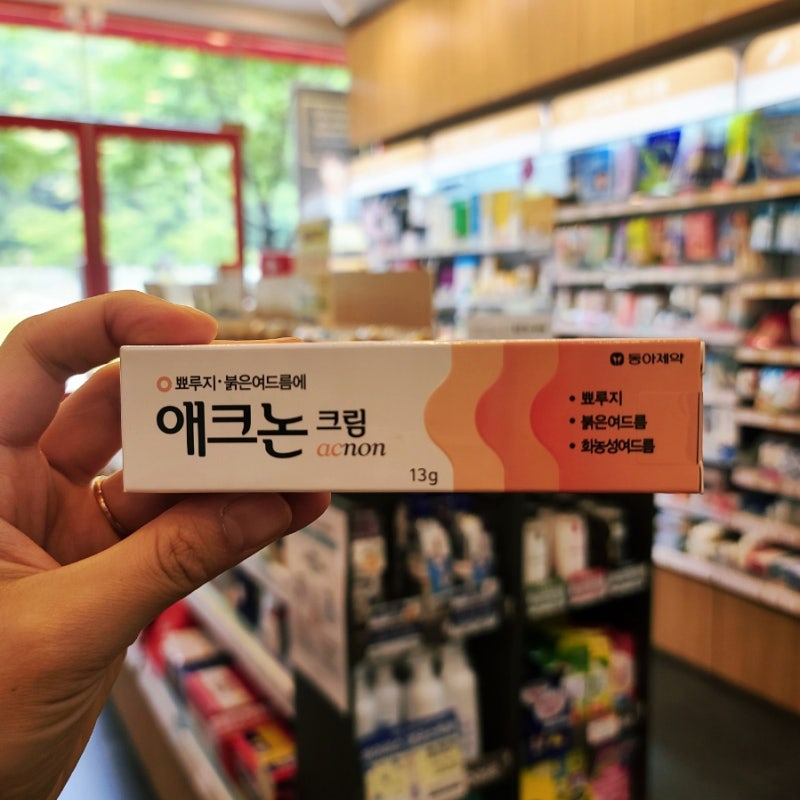 뾰루지·붉은여드름에
애크논 크림
acnon
13g
동아제약
• 뾰루지
• 붉은여드름
• 화농성여드름